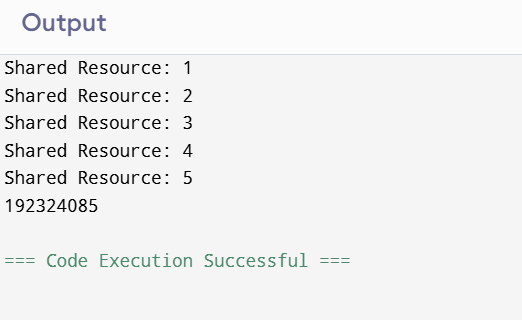 Output
Shared Resource: 1
Shared Resource: 2
Shared Resource: 3
Shared Resource: 4
Shared Resource: 5
192324085
=== Code Execution Successful ===